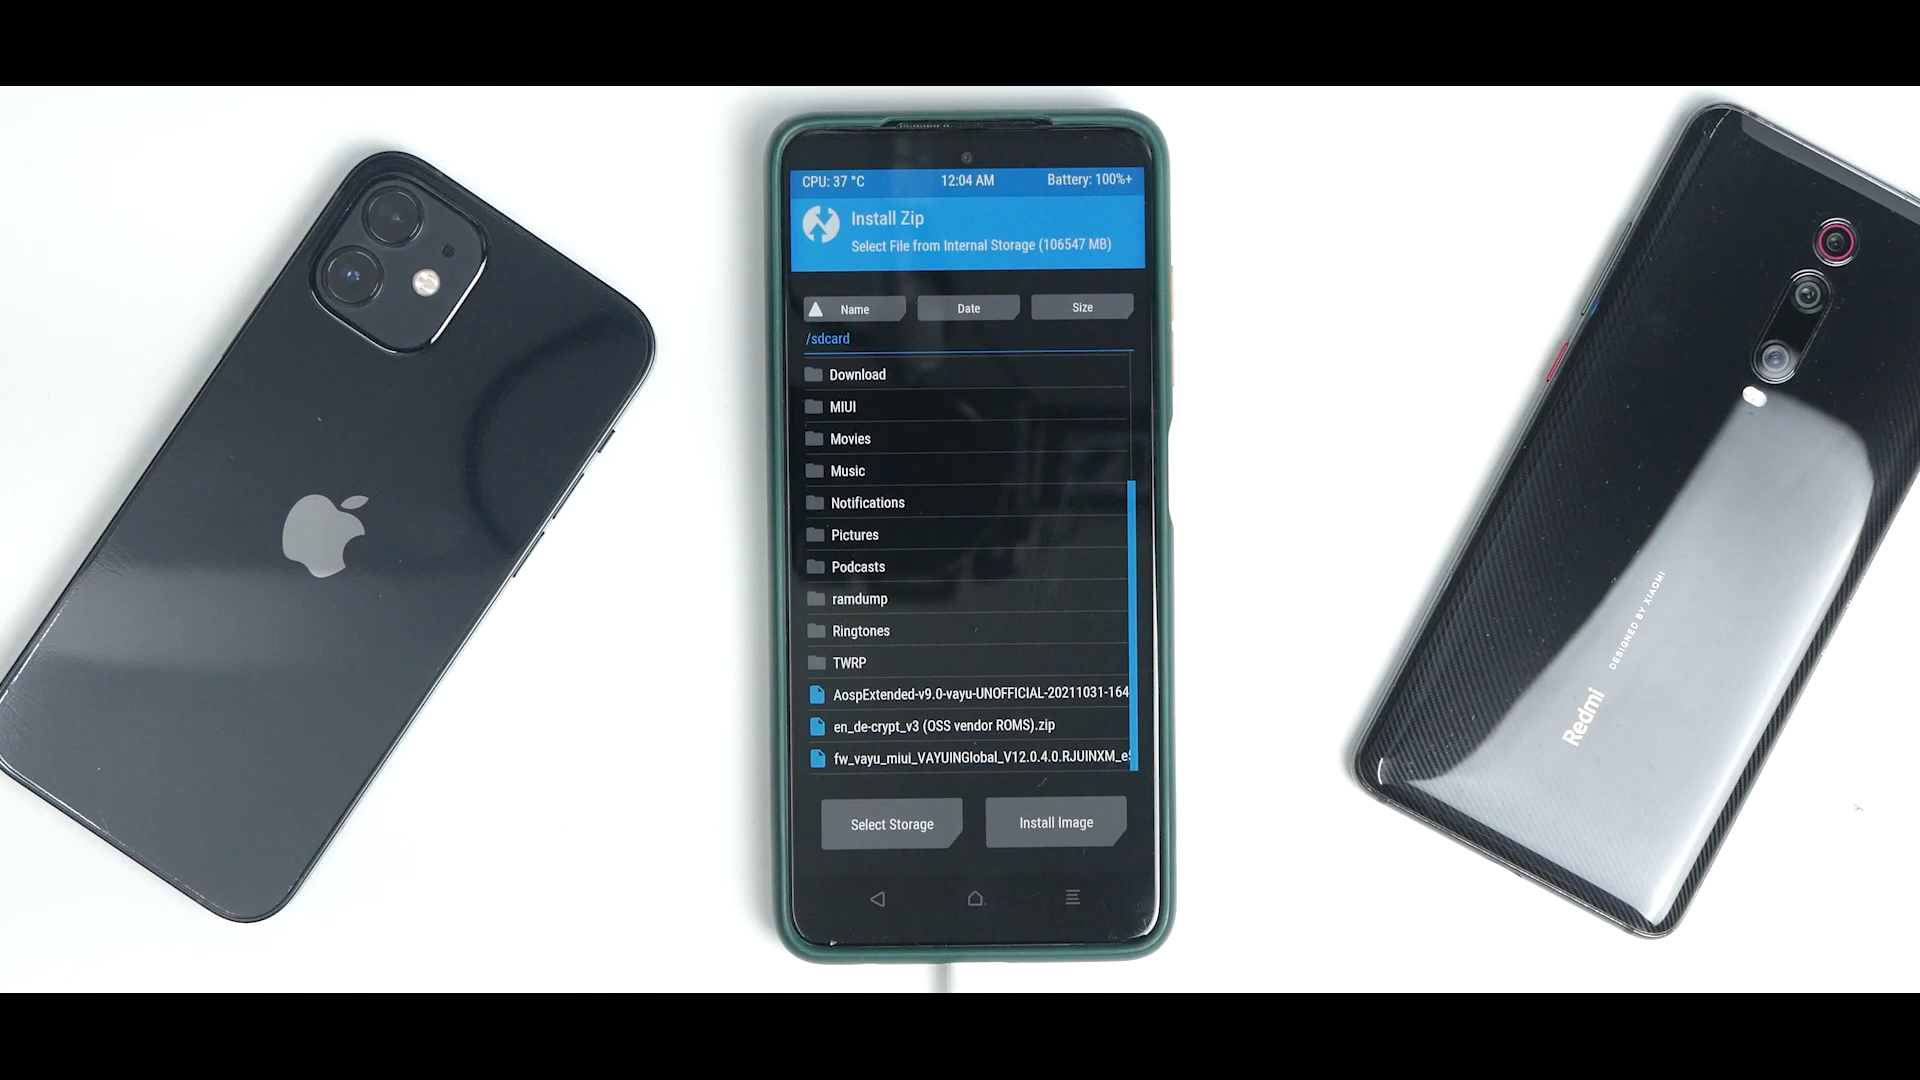 CPU: 37 °C
12:04 AM
Battery: 100%+
Install Zip
Select File from Internal Storage (106547 MB)
Name
Date
Size
/sdcard
Download
MIUI
Movies
Music
Notifications
Pictures
Podcasts
ramdump
Ringtones
TWRP
AospExtended-v9.0-vayu-UNOFFICIAL-20211031-164
en_de-crypt_v3 (OSS vendor ROMS).zip
fw_vayu_miui_VAYUINGlobal_V12.0.4.0.RJUINXM_e5
Select Storage
Install Image
Redmi
DESIGNED BY XIAOMI